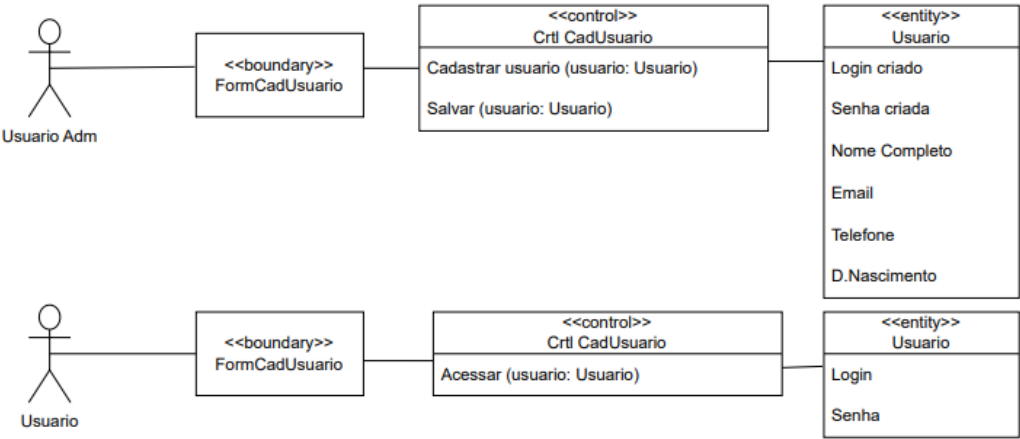 <<control>>
Crtl CadUsuario
<<entity>>
Usuario
<<boundary>>
FormCadUsuario
Cadastrar usuario (usuario: Usuario)
Salvar (usuario: Usuario)
Login criado
Senha criada
Nome Completo
Email
Telefone
D.Nascimento
Usuario Adm
<<boundary>>
FormCadUsuario
<<control>>
Crtl CadUsuario
Acessar (usuario: Usuario)
<<entity>>
Usuario
Login
Senha
Usuario